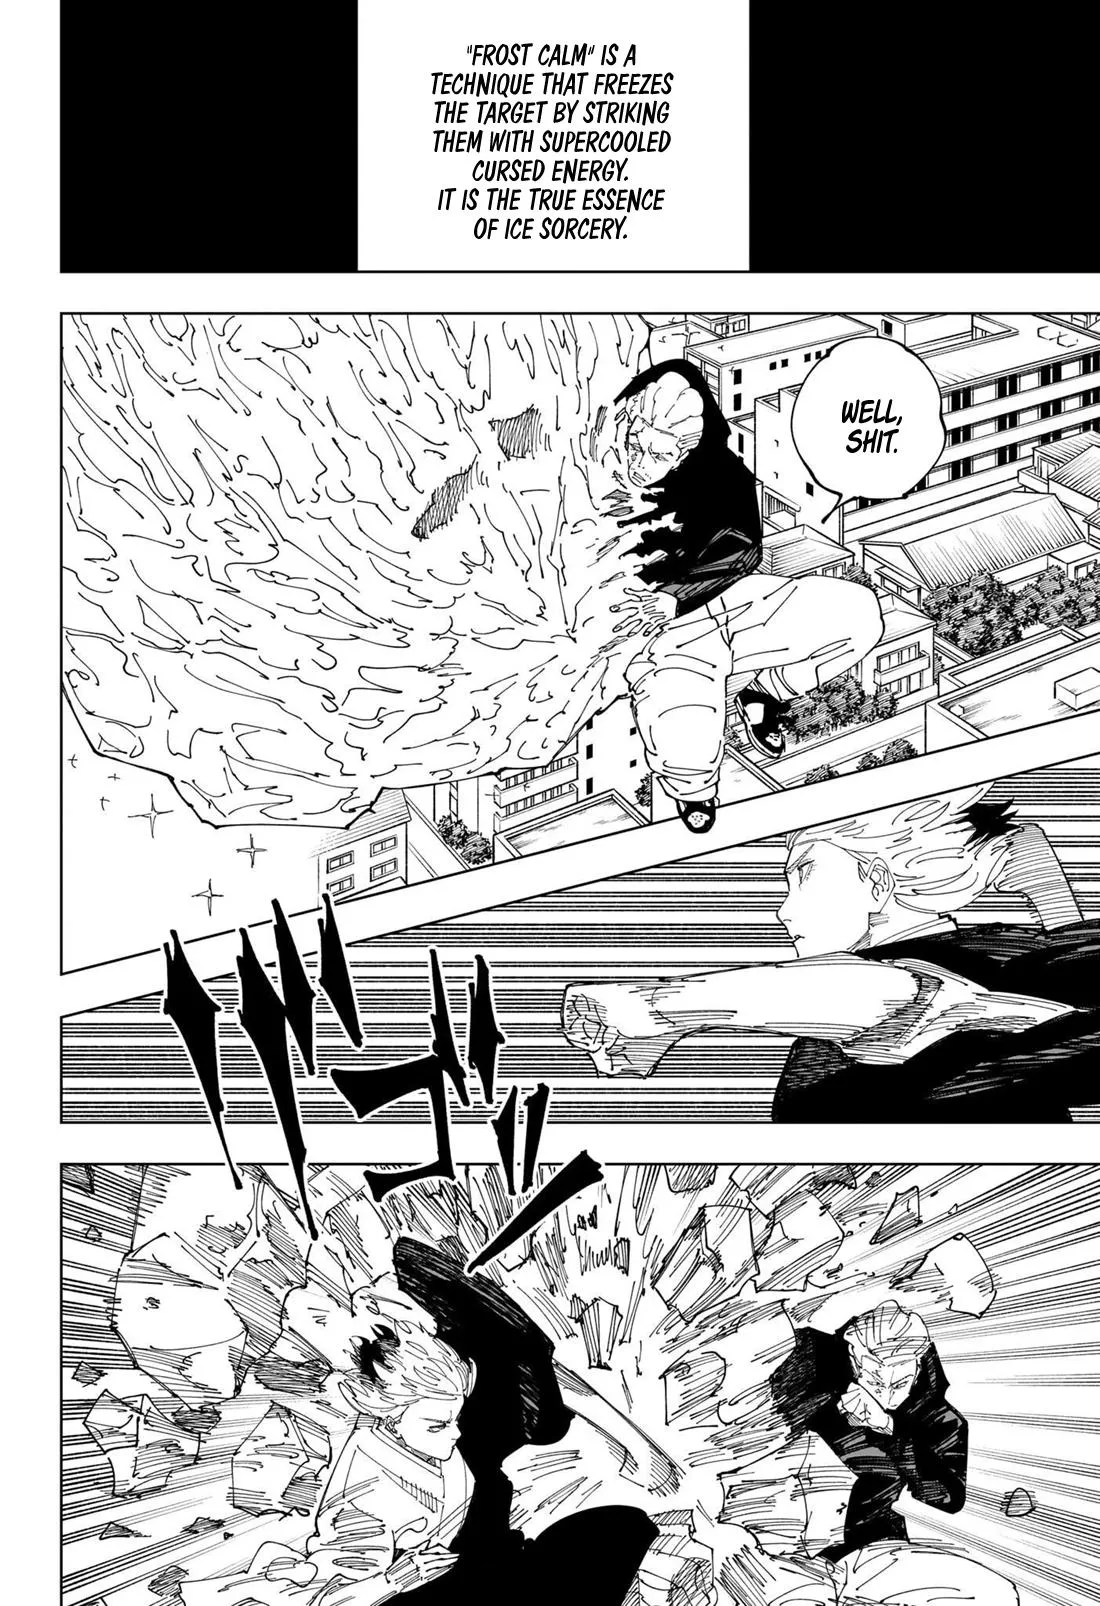 "FROST CALM" IS A
TECHNIQUE THAT FREEZES
THE TARGET BY STRIKING
THEM WITH SUPERCOOLED
CURSED ENERGY.
IT IS THE TRUE ESSENCE
OF ICE SORCERY.
WELL,
SHIT.